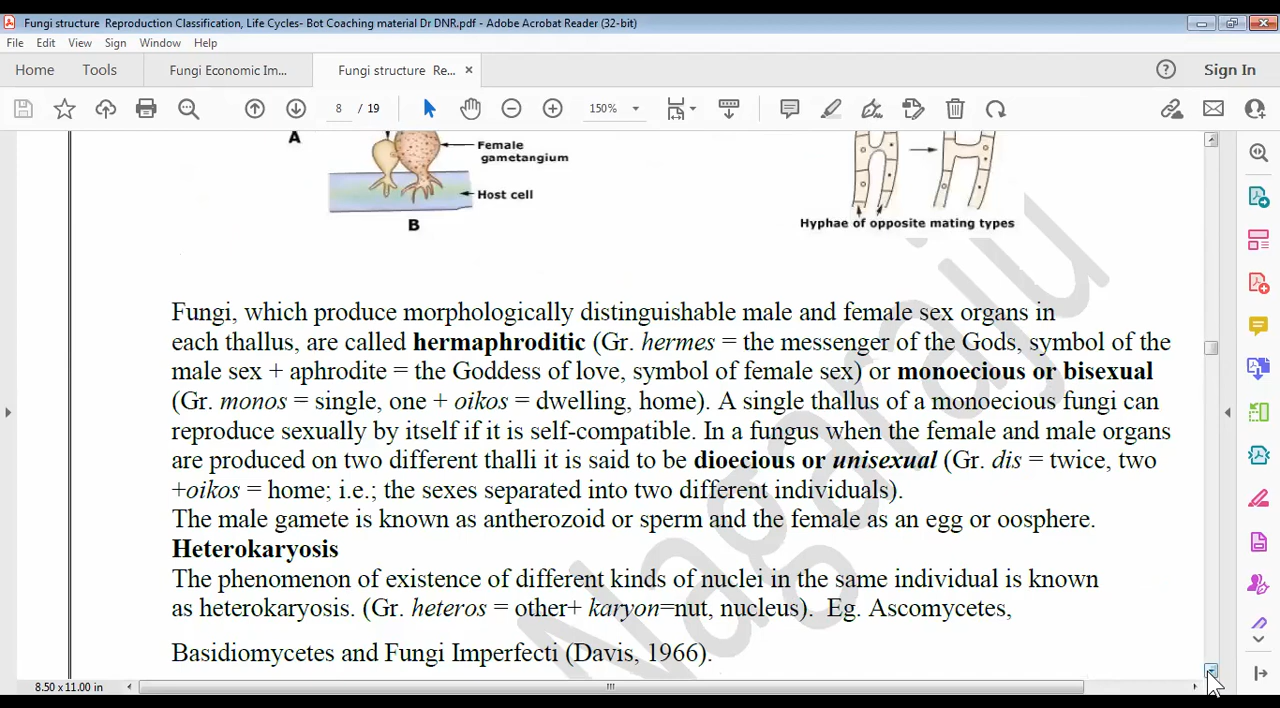 Fungi structure  Reproduction Classification, Life Cycles- Bot Coaching material Dr DNR.pdf - Adobe Acrobat Reader (32-bit)
File Edit View Sign Window Help
Home Tools Fungi Economic Im... Fungi structure Re... × Sign In
8 / 19 150%
A
Female
gametangium
Host cell
B
Hyphae of opposite mating types
Fungi, which produce morphologically distinguishable male and female sex organs in
each thallus, are called hermaphroditic (Gr. hermes = the messenger of the Gods, symbol of the
male sex + aphrodite = the Goddess of love, symbol of female sex) or monoecious or bisexual
(Gr. monos = single, one + oikos = dwelling, home). A single thallus of a monoecious fungi can
reproduce sexually by itself if it is self-compatible. In a fungus when the female and male organs
are produced on two different thalli it is said to be dioecious or unisexual (Gr. dis = twice, two
+oikos = home; i.e.; the sexes separated into two different individuals).
The male gamete is known as antherozoid or sperm and the female as an egg or oosphere.
Heterokaryosis
The phenomenon of existence of different kinds of nuclei in the same individual is known
as heterokaryosis. (Gr. heteros = other+ karyon=nut, nucleus).  Eg. Ascomycetes,
Basidiomycetes and Fungi Imperfecti (Davis, 1966).
Nagaraju
8.50 x 11.00 in